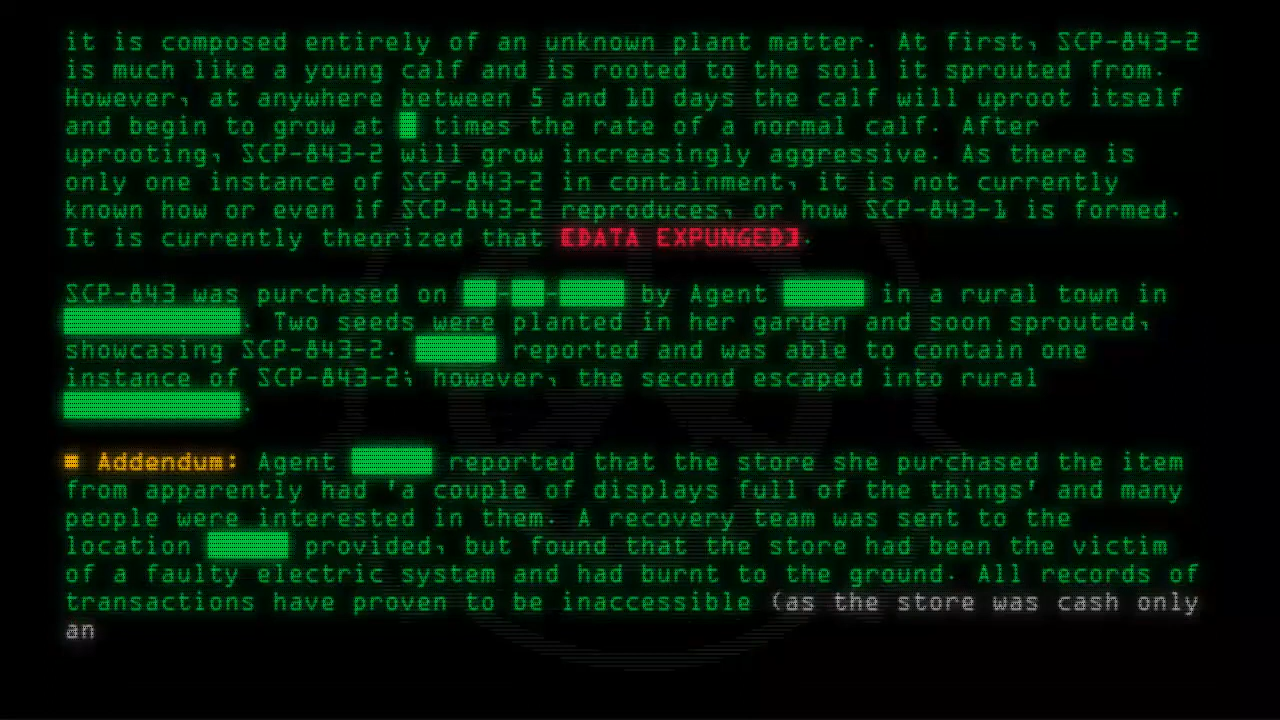 it is composed entirely of an unknown plant matter. At first, SCP-843-2
is much like a young calf and is rooted to the soil it sprouted from.
However, at anywhere between 5 and 10 days the calf will uproot itself
and begin to grow at █ times the rate of a normal calf. After
uprooting, SCP-843-2 will grow increasingly aggressive. As there is
only one instance of SCP-843-2 in containment, it is not currently
known how or even if SCP-843-2 reproduces, or how SCP-843-1 is formed.
It is currently theorized that [DATA EXPUNGED].
SCP-843 was purchased on ██-██-████ by Agent █████ in a rural town in
███████████. Two seeds were planted in her garden and soon sprouted,
showcasing SCP-843-2. █████ reported and was able to contain one
instance of SCP-843-2; however, the second escaped into rural
███████████.
■ Addendum: Agent █████ reported that the store she purchased the item
from apparently had 'a couple of displays full of the things' and many
people were interested in them. A recovery team was sent to the
location █████ provided, but found that the store had been the victim
of a faulty electric system and had burnt to the ground. All records of
transactions have proven to be inaccessible (as the store was cash only
an